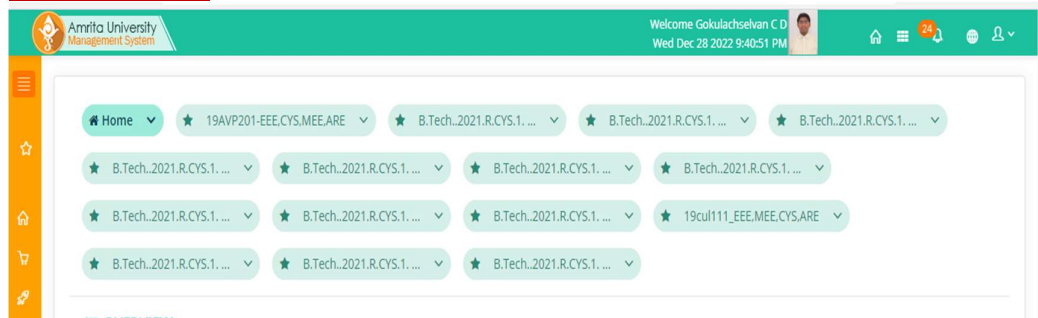 Amrita University
Management System
Welcome Gokulachselvan C D
Wed Dec 28 2022 9:40:51 PM
24
Home
19AVP201-EEE,CYS,MEE,ARE
B.Tech..2021.R.CYS.1. ...
B.Tech..2021.R.CYS.1. ...
B.Tech..2021.R.CYS.1. ...
B.Tech..2021.R.CYS.1. ...
B.Tech..2021.R.CYS.1. ...
B.Tech..2021.R.CYS.1. ...
B.Tech..2021.R.CYS.1. ...
B.Tech..2021.R.CYS.1. ...
B.Tech..2021.R.CYS.1. ...
B.Tech..2021.R.CYS.1. ...
19cul111_EEE,MEE,CYS,ARE
B.Tech..2021.R.CYS.1. ...
B.Tech..2021.R.CYS.1. ...
B.Tech..2021.R.CYS.1. ...